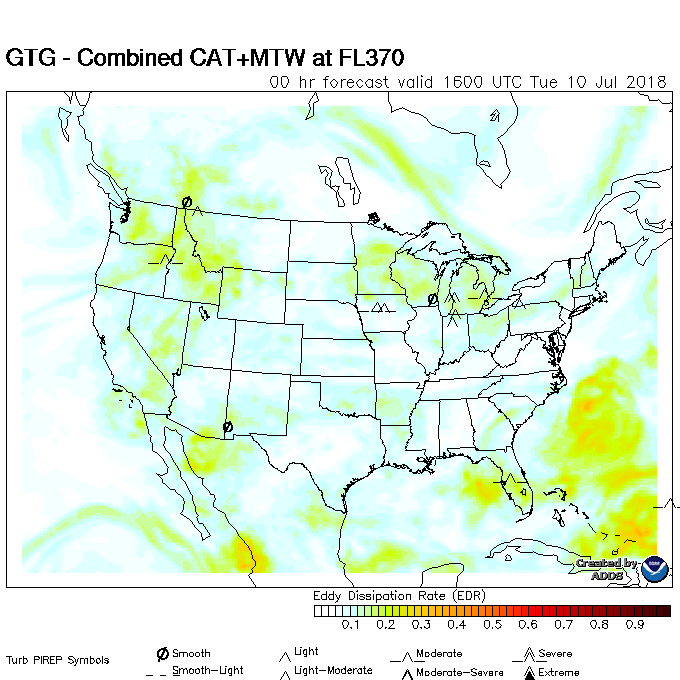 GTG - Combined CAT+MTW at FL370
00 hr forecast valid 1600 UTC Tue 10 Jul 2018
Created by
ADDS
Eddy Dissipation Rate (EDR)
0.1 0.2 0.3 0.4 0.5 0.6 0.7 0.8 0.9
Turb PIREP Symbols
Smooth Light Moderate Severe
Smooth-Light Light-Moderate Moderate-Severe Extreme